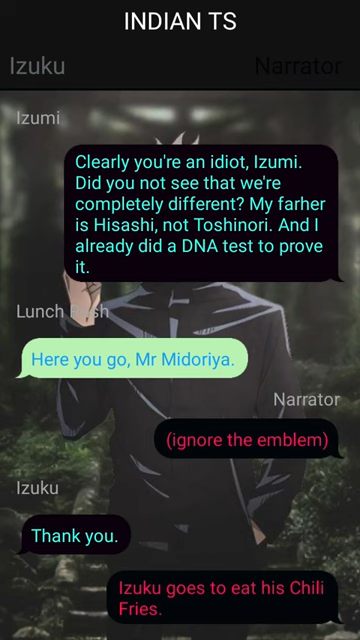 INDIAN TS
Izuku
Narrator
Izumi
Clearly you're an idiot, Izumi.
Did you not see that we're
completely different? My farher
is Hisashi, not Toshinori. And I
already did a DNA test to prove
it.
Lunch Rush
Here you go, Mr Midoriya.
Narrator
(ignore the emblem)
Izuku
Thank you.
Izuku goes to eat his Chili
Fries.